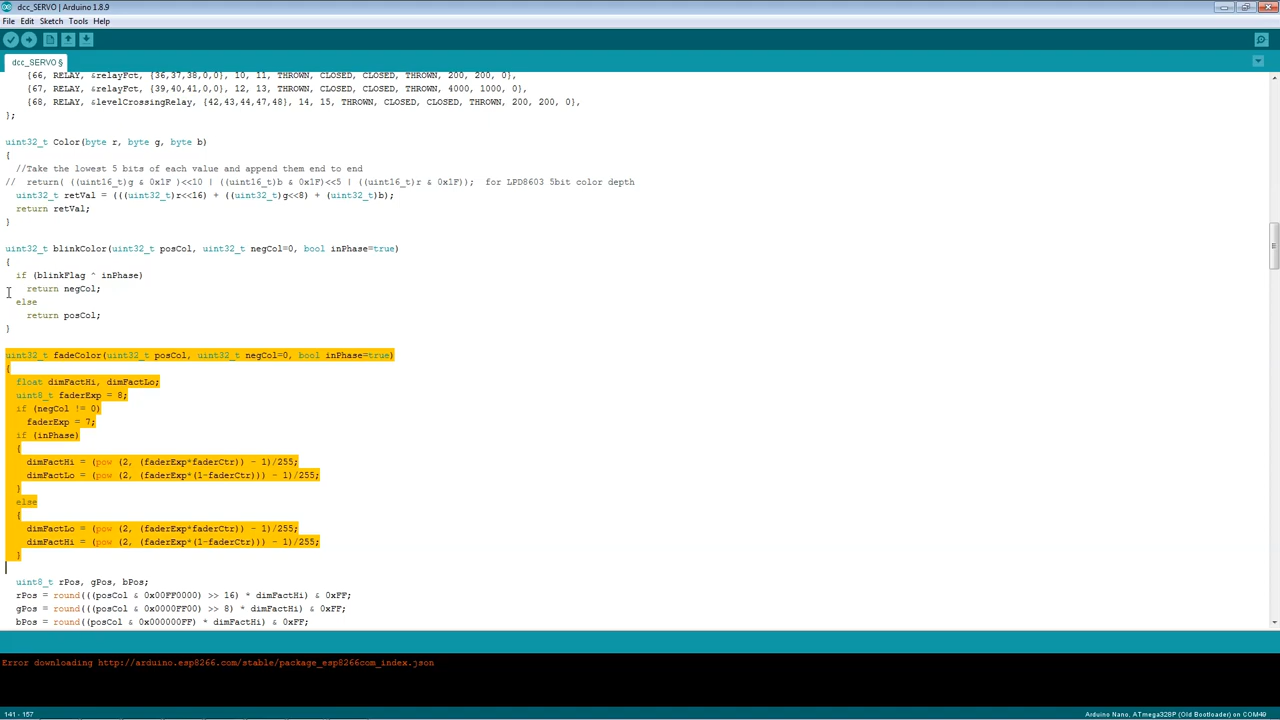 dcc_SERVO | Arduino 1.8.9
File Edit Sketch Tools Help
dcc_SERVO §
{66, RELAY, &relayFct, {36,37,38,0,0}, 10, 11, THROWN, CLOSED, CLOSED, THROWN, 200, 200, 0},
{67, RELAY, &relayFct, {39,40,41,0,0}, 12, 13, THROWN, CLOSED, CLOSED, THROWN, 4000, 1000, 0},
{68, RELAY, &levelCrossingRelay, {42,43,44,47,48}, 14, 15, THROWN, CLOSED, CLOSED, THROWN, 200, 200, 0},
};
uint32_t Color(byte r, byte g, byte b)
{
//Take the lowest 5 bits of each value and append them end to end
// return( ((uint16_t)g & 0x1F )<<10 | ((uint16_t)b & 0x1F)<<5 | ((uint16_t)r & 0x1F)); for LPD8603 5bit color depth
uint32_t retVal = (((uint32_t)r<<16) + ((uint32_t)g<<8) + (uint32_t)b);
return retVal;
}
uint32_t blinkColor(uint32_t posCol, uint32_t negCol=0, bool inPhase=true)
{
if (blinkFlag ^ inPhase)
return negCol;
else
return posCol;
}
uint32_t fadeColor(uint32_t posCol, uint32_t negCol=0, bool inPhase=true)
{
float dimFactHi, dimFactLo;
uint8_t faderExp = 8;
if (negCol != 0)
faderExp = 7;
if (inPhase)
{
dimFactHi = (pow (2, (faderExp*faderCtr)) - 1)/255;
dimFactLo = (pow (2, (faderExp*(1-faderCtr))) - 1)/255;
}
else
{
dimFactLo = (pow (2, (faderExp*faderCtr)) - 1)/255;
dimFactHi = (pow (2, (faderExp*(1-faderCtr))) - 1)/255;
}
uint8_t rPos, gPos, bPos;
rPos = round(((posCol & 0x00FF0000) >> 16) * dimFactHi) & 0xFF;
gPos = round(((posCol & 0x0000FF00) >> 8) * dimFactHi) & 0xFF;
bPos = round((posCol & 0x000000FF) * dimFactHi) & 0xFF;
Error downloading http://arduino.esp8266.com/stable/package_esp8266com_index.json
141 - 157
Arduino Nano, ATmega328P (Old Bootloader) on COM49